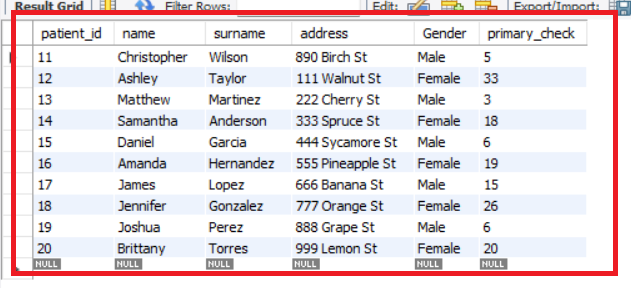 Result Grid Filter Rows: Edit: Export/Import:
patient_id name surname address Gender primary_check
11 Christopher Wilson 890 Birch St Male 5
12 Ashley Taylor 111 Walnut St Female 33
13 Matthew Martinez 222 Cherry St Male 3
14 Samantha Anderson 333 Spruce St Female 18
15 Daniel Garcia 444 Sycamore St Male 6
16 Amanda Hernandez 555 Pineapple St Female 19
17 James Lopez 666 Banana St Male 15
18 Jennifer Gonzalez 777 Orange St Female 26
19 Joshua Perez 888 Grape St Male 6
20 Brittany Torres 999 Lemon St Female 20
NULL NULL NULL NULL NULL NULL